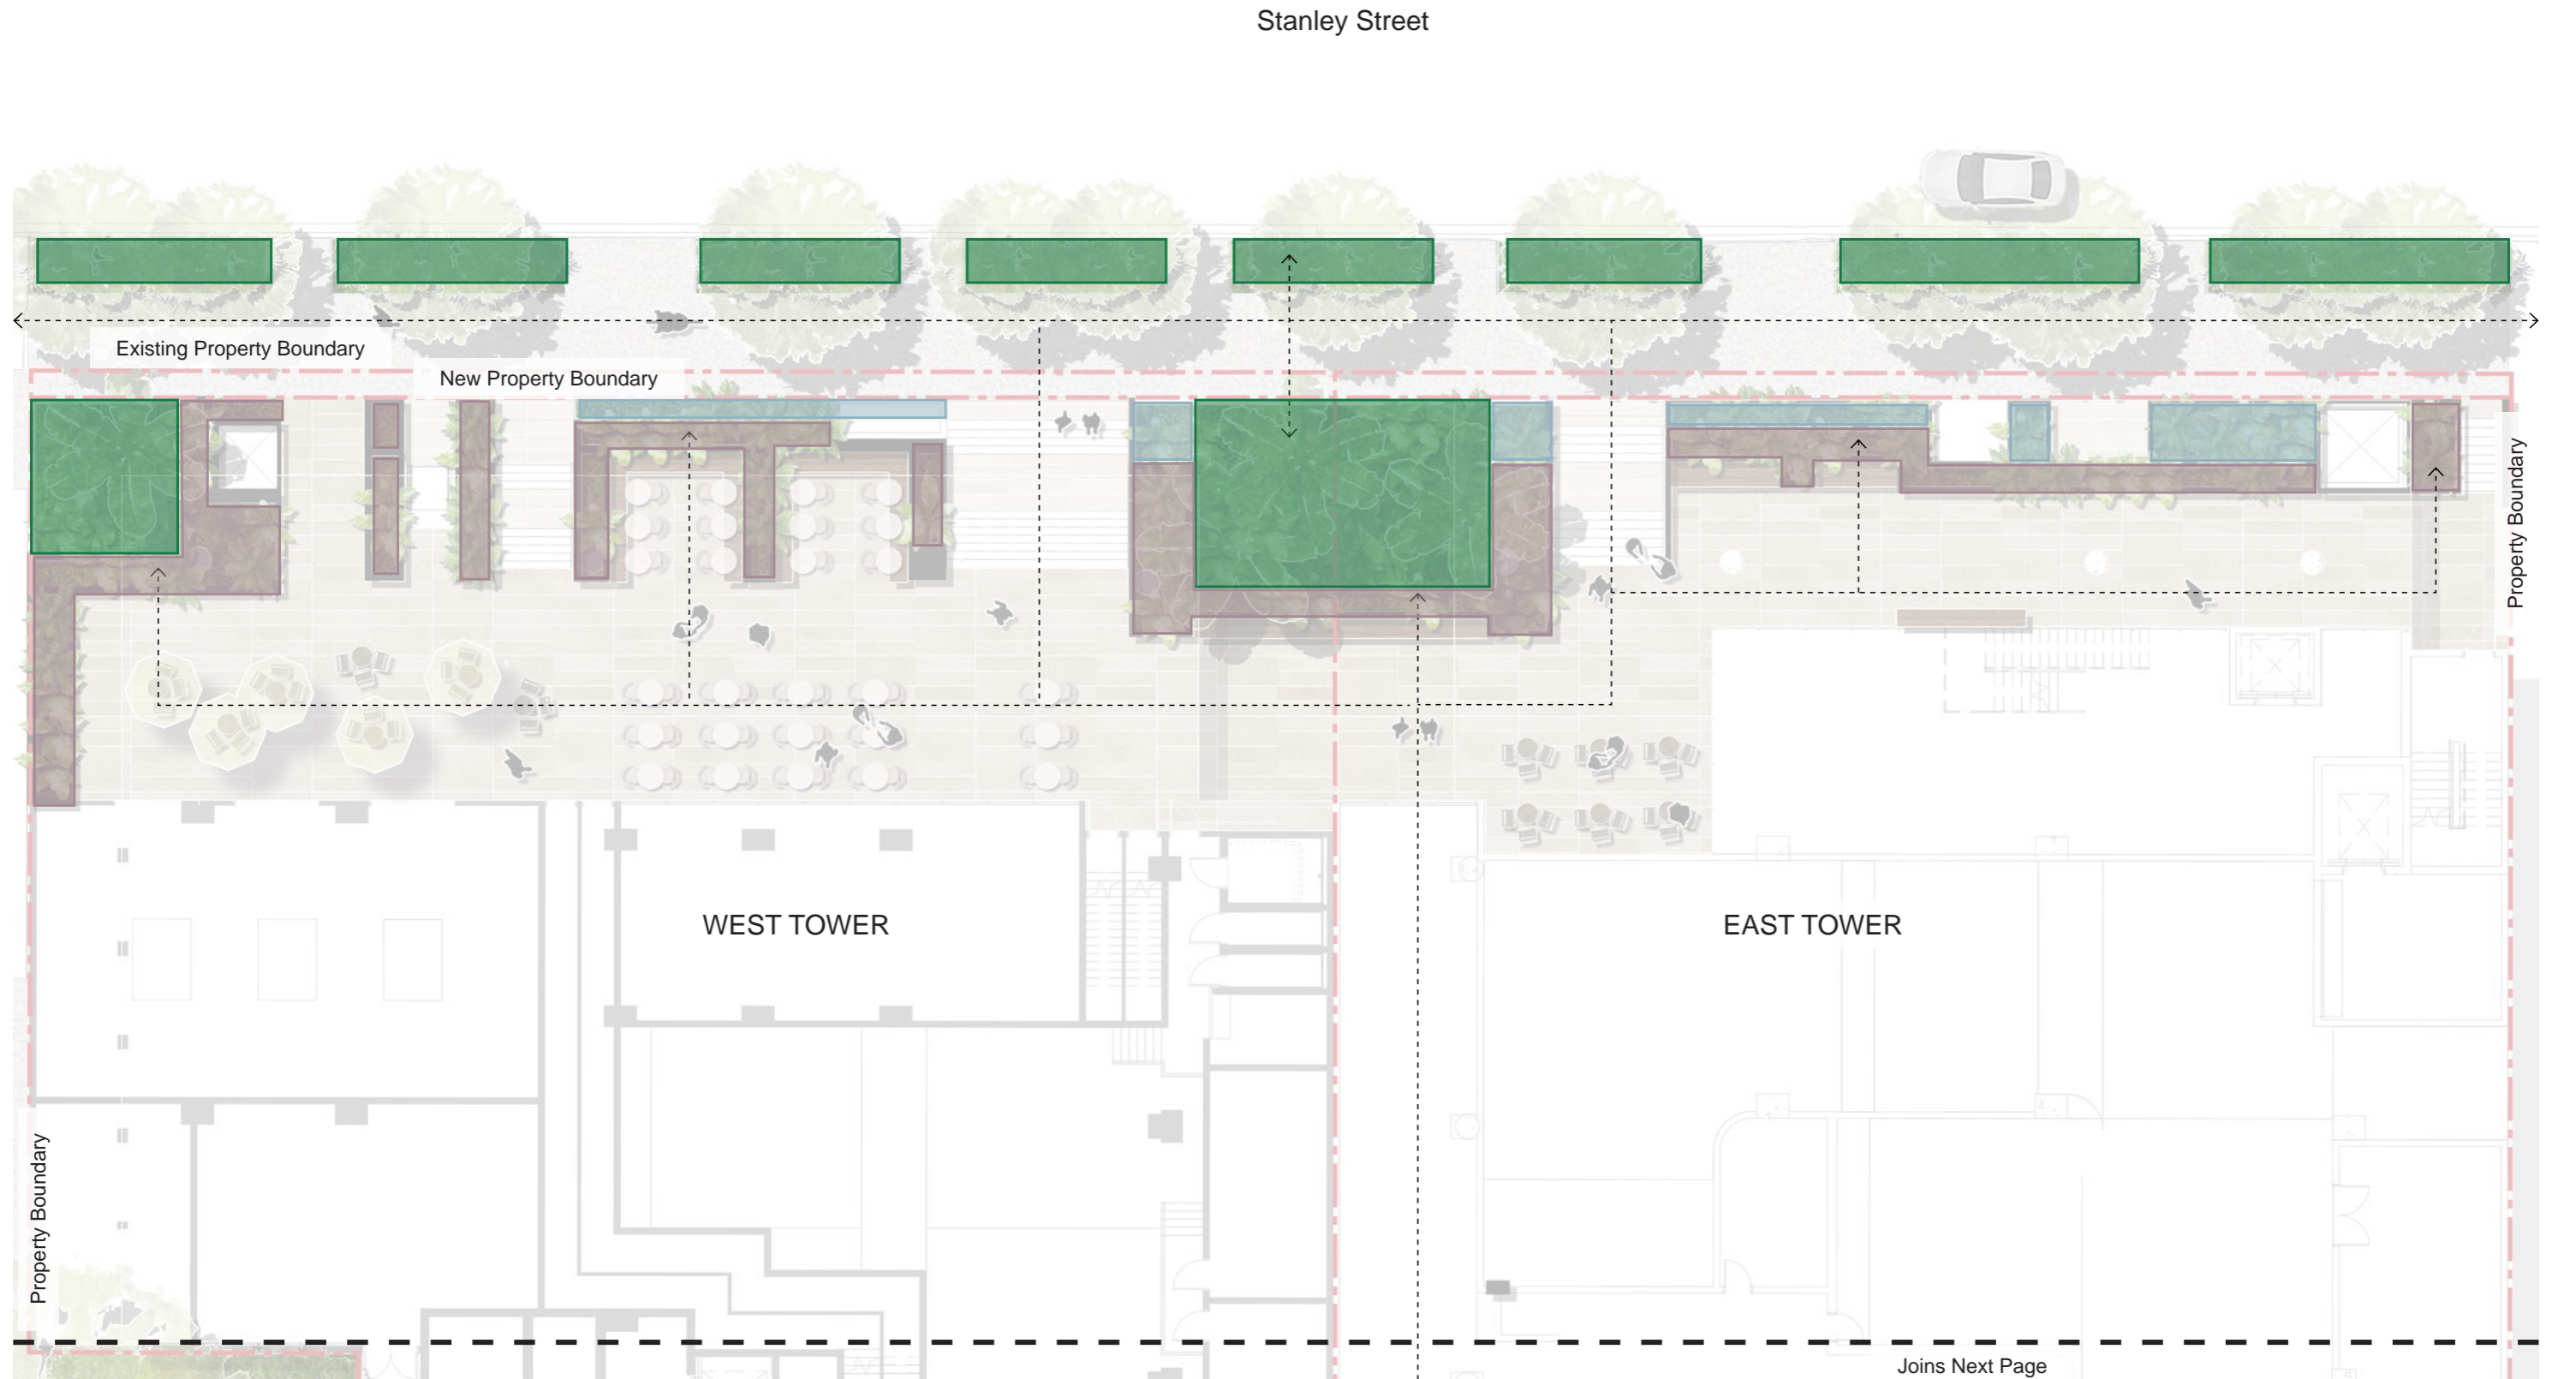 Stanley Street
Existing Property Boundary
New Property Boundary
Property Boundary
WEST TOWER
EAST TOWER
Property Boundary
Joins Next Page